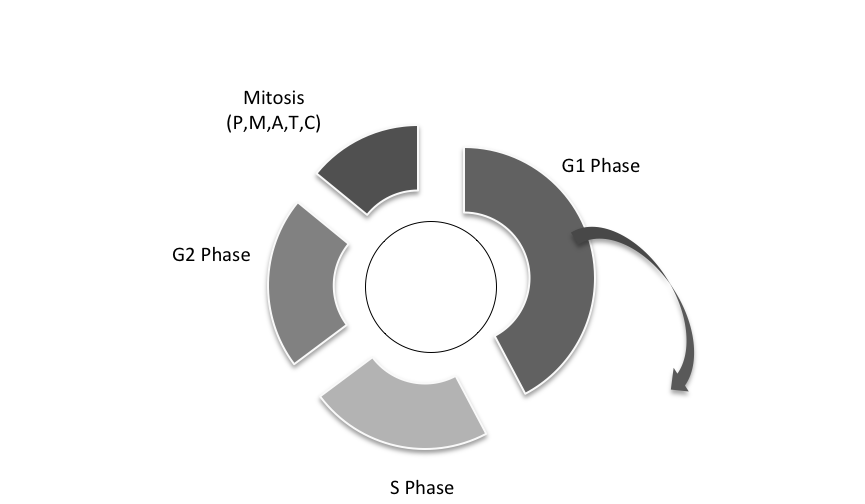 Mitosis
(P,M,A,T,C)
G1 Phase
G2 Phase
S Phase